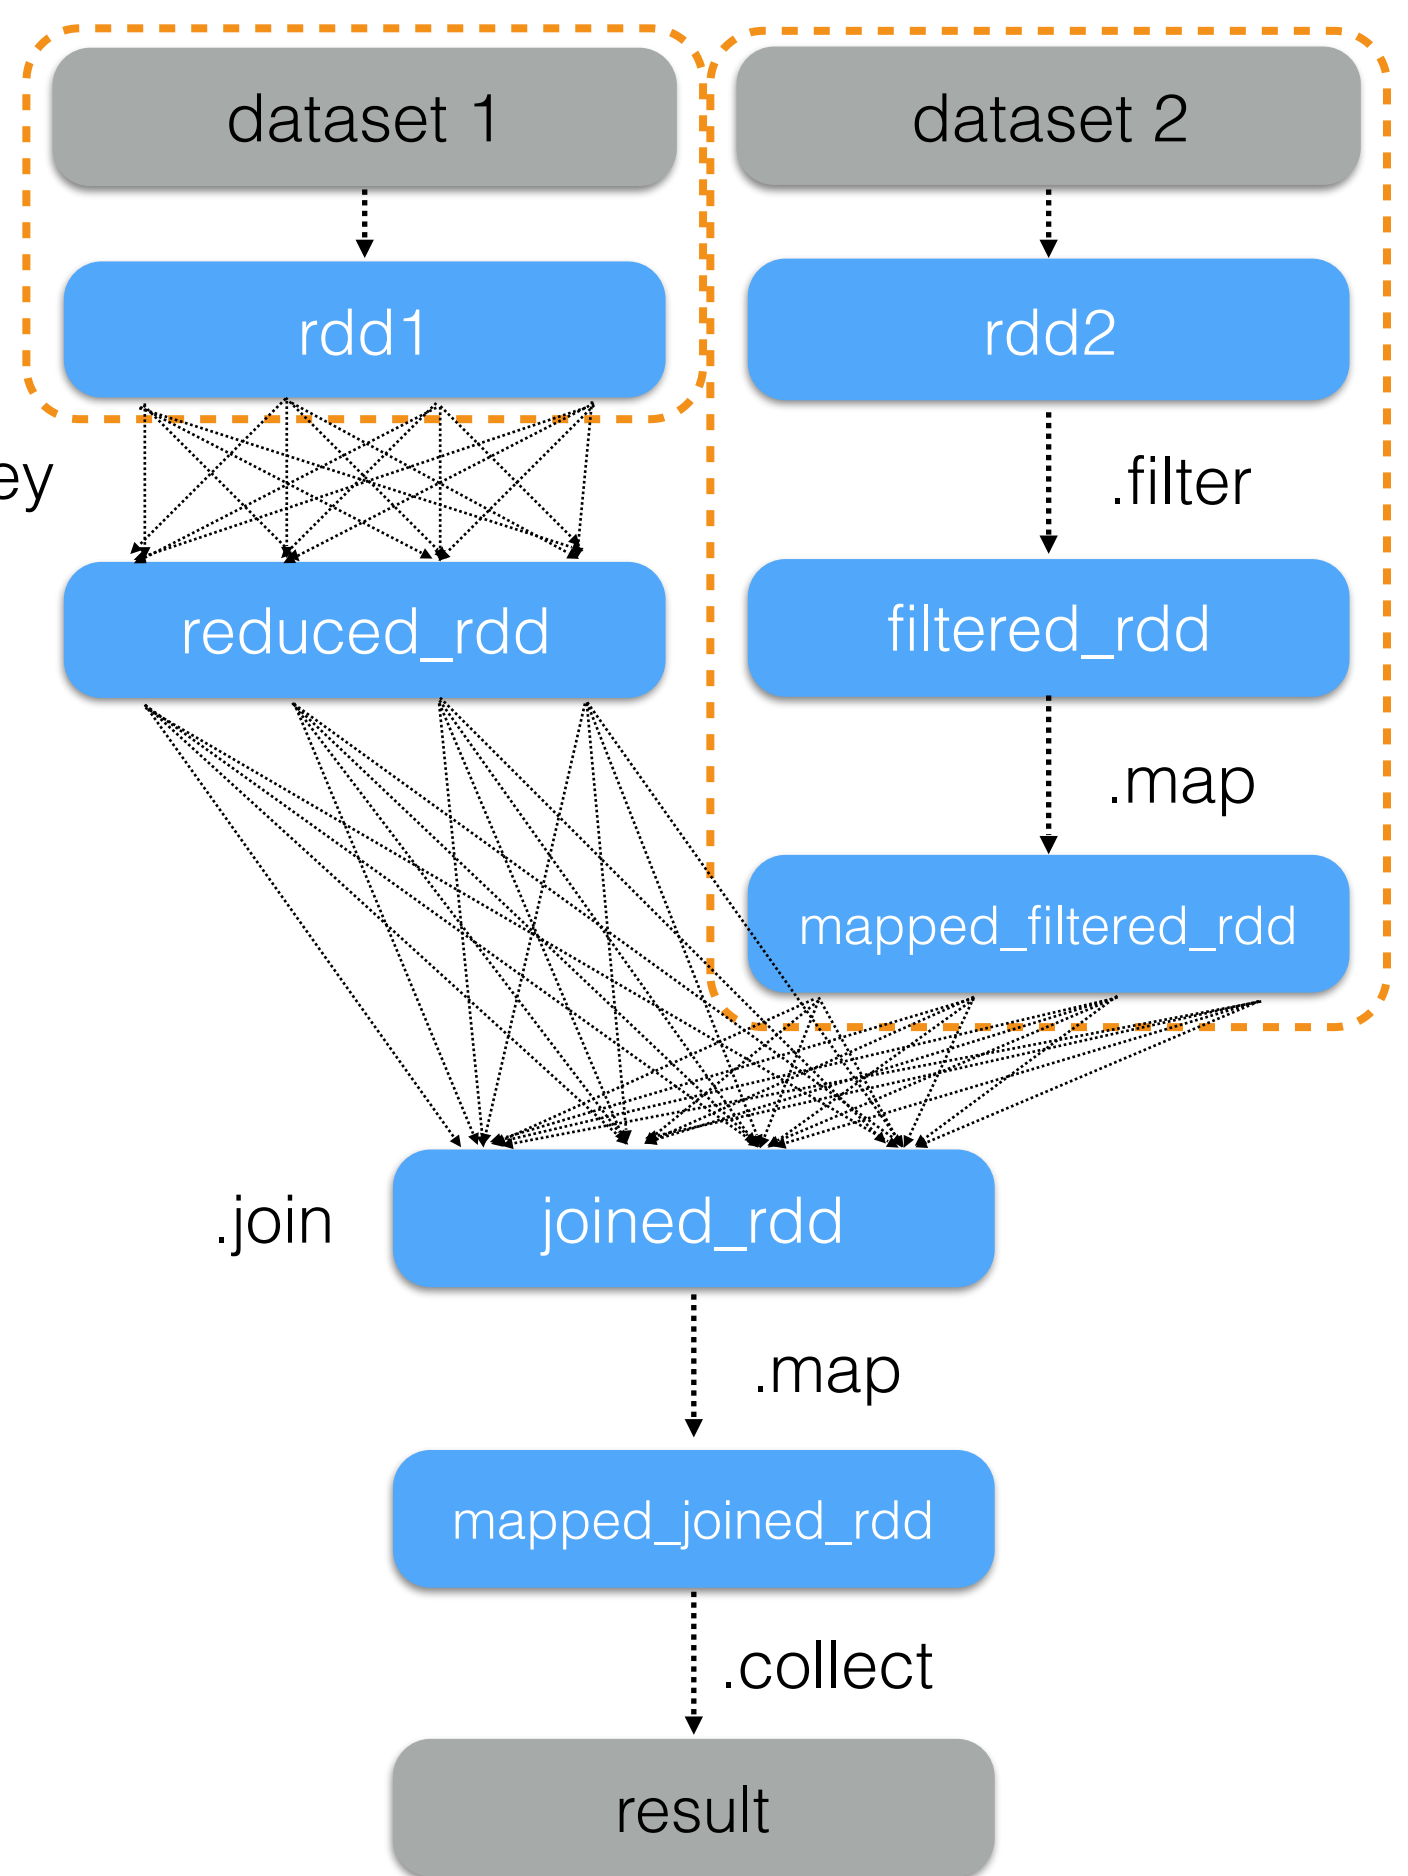 dataset 1
dataset 2
rdd1
rdd2
ey
.filter
reduced_rdd
filtered_rdd
.map
mapped_filtered_rdd
.join
joined_rdd
.map
mapped_joined_rdd
.collect
result